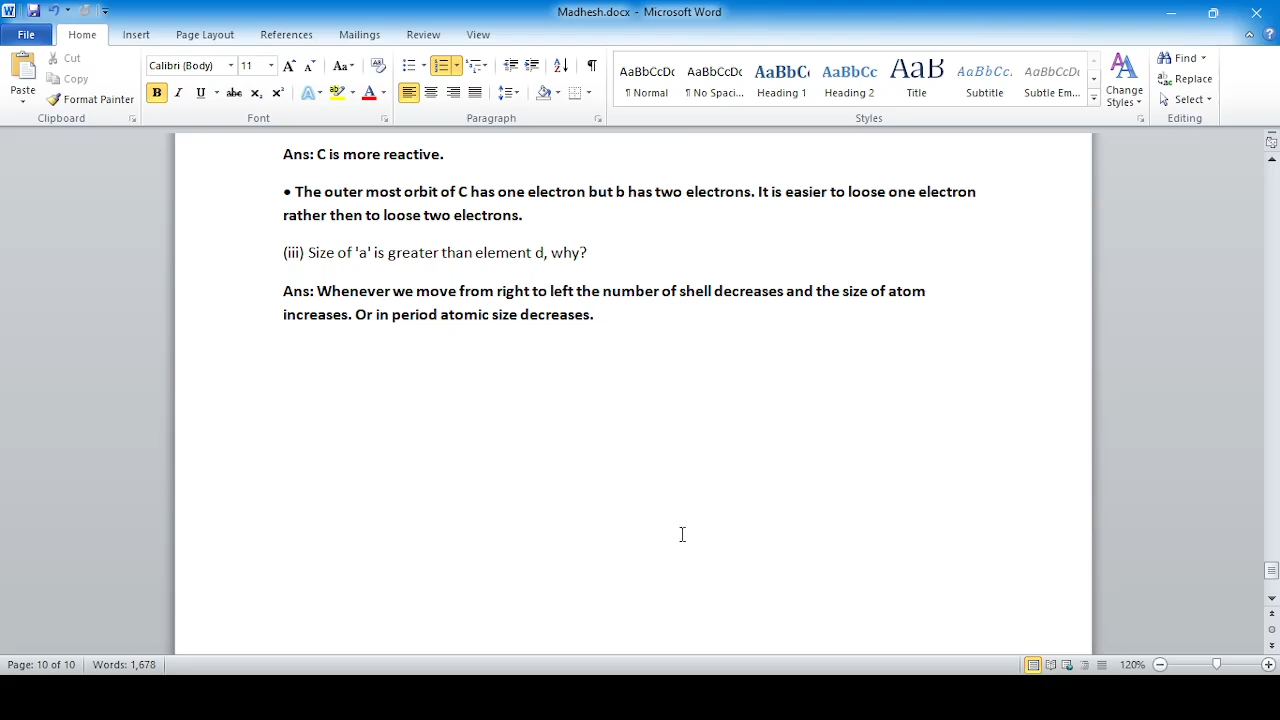 Madhesh.docx - Microsoft Word
File Home Insert Page Layout References Mailings Review View
Paste
Cut
Copy
Format Painter
Clipboard
Calibri (Body) 11
Font
Paragraph
AaBbCcDc AaBbCcDc AaBbC AaBbCc AaB AaBbCc. AaBbCcDc
¶ Normal ¶ No Spaci... Heading 1 Heading 2 Title Subtitle Subtle Em...
Styles
Change Styles
Find
Replace
Select
Editing
Ans: C is more reactive.
• The outer most orbit of C has one electron but b has two electrons. It is easier to loose one electron
rather then to loose two electrons.
(iii) Size of 'a' is greater than element d, why?
Ans: Whenever we move from right to left the number of shell decreases and the size of atom
increases. Or in period atomic size decreases.
Page: 10 of 10 Words: 1,678 120%